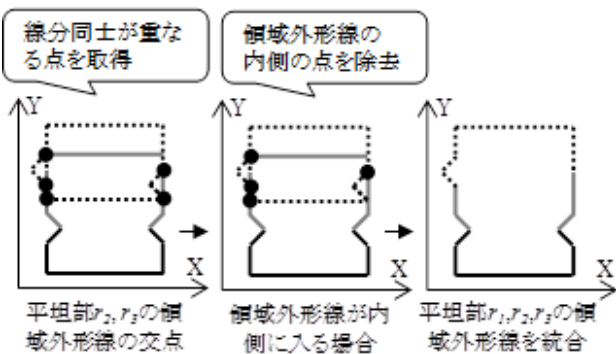 線分同士が重な
る点を取得
領域外形線の
内側の点を除去
Y
X
Y
X
Y
X
平坦部r2, r3の領
域外形線の交点
領域外形線が内
側に入る場合
平坦部r1,r2,r3の領
域外形線を統合